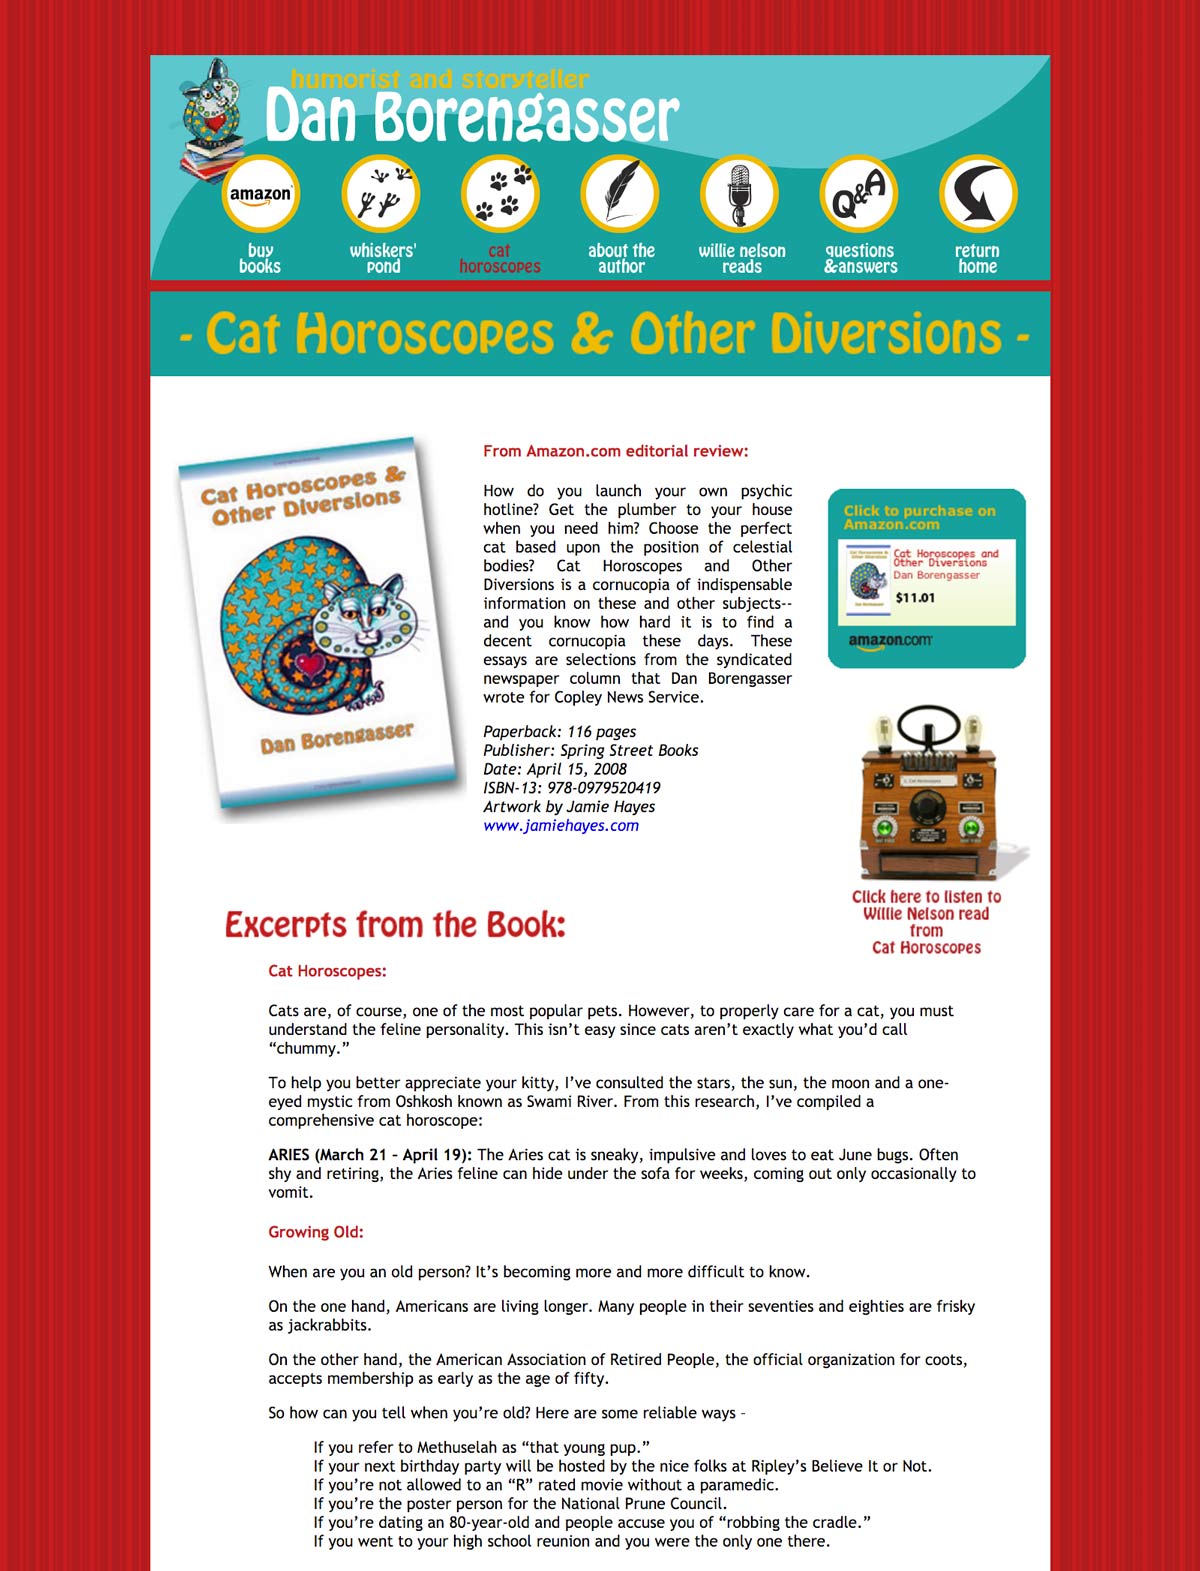 humorist and storyteller
Dan Borengasser
amazon
buy
books
whiskers'
pond
cat
horoscopes
about the
author
willie nelson
reads
Q&A
questions
&answers
return
home
- Cat Horoscopes & Other Diversions -
Cat Horoscopes &
Other Diversions
Dan Borengasser
From Amazon.com editorial review:
How do you launch your own psychic
hotline? Get the plumber to your house
when you need him? Choose the perfect
cat based upon the position of celestial
bodies? Cat Horoscopes and Other
Diversions is a cornucopia of indispensable
information on these and other subjects--
and you know how hard it is to find a
decent cornucopia these days. These
essays are selections from the syndicated
newspaper column that Dan Borengasser
wrote for Copley News Service.
Paperback: 116 pages
Publisher: Spring Street Books
Date: April 15, 2008
ISBN-13: 978-0979520419
Artwork by Jamie Hayes
www.jamiehayes.com
Click to purchase on
Amazon.com
Cat Horoscopes &
Other Diversions
Dan Borengasser
Cat Horoscopes and
Other Diversions
Dan Borengasser
$11.01
amazon.com
Cat Horoscopes
Click here to listen to
Willie Nelson read
from
Cat Horoscopes
Excerpts from the Book:
Cat Horoscopes:
Cats are, of course, one of the most popular pets. However, to properly care for a cat, you must
understand the feline personality. This isn’t easy since cats aren’t exactly what you’d call
“chummy.”
To help you better appreciate your kitty, I’ve consulted the stars, the sun, the moon and a one-
eyed mystic from Oshkosh known as Swami River. From this research, I’ve compiled a
comprehensive cat horoscope:
ARIES (March 21 – April 19): The Aries cat is sneaky, impulsive and loves to eat June bugs. Often
shy and retiring, the Aries feline can hide under the sofa for weeks, coming out only occasionally to
vomit.
Growing Old:
When are you an old person? It’s becoming more and more difficult to know.
On the one hand, Americans are living longer. Many people in their seventies and eighties are frisky
as jackrabbits.
On the other hand, the American Association of Retired People, the official organization for coots,
accepts membership as early as the age of fifty.
So how can you tell when you’re old? Here are some reliable ways –
If you refer to Methuselah as “that young pup.”
If your next birthday party will be hosted by the nice folks at Ripley’s Believe It or Not.
If you’re not allowed to an “R” rated movie without a paramedic.
If you’re the poster person for the National Prune Council.
If you’re dating an 80-year-old and people accuse you of “robbing the cradle.”
If you went to your high school reunion and you were the only one there.